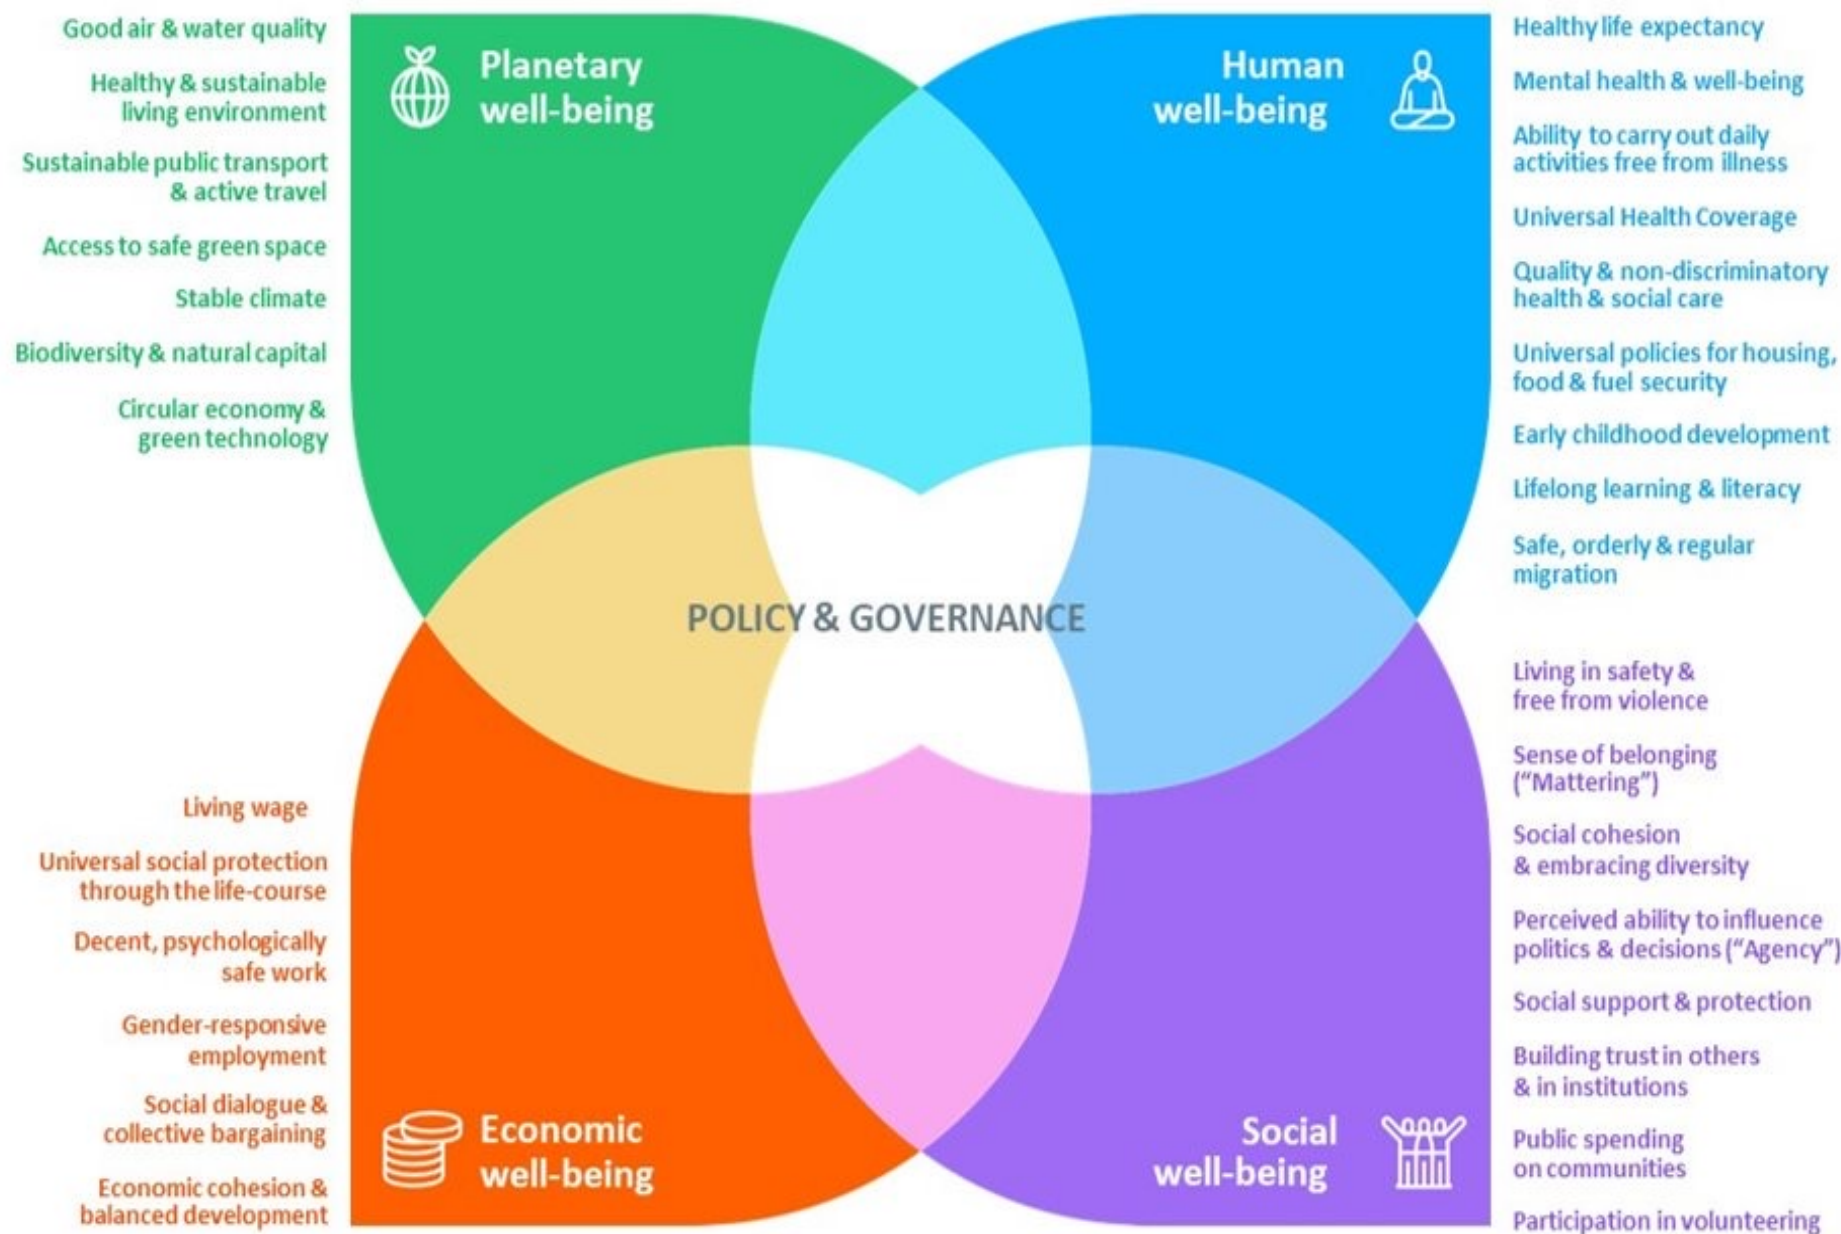 Good air & water quality
Healthy & sustainable
living environment
Sustainable public transport
& active travel
Access to safe green space
Stable climate
Biodiversity & natural capital
Circular economy &
green technology
Planetary
well-being
Human
well-being
Healthy life expectancy
Mental health & well-being
Ability to carry out daily
activities free from illness
Universal Health Coverage
Quality & non-discriminatory
health & social care
Universal policies for housing,
food & fuel security
Early childhood development
Lifelong learning & literacy
Safe, orderly & regular
migration
POLICY & GOVERNANCE
Living wage
Universal social protection
through the life-course
Decent, psychologically
safe work
Gender-responsive
employment
Social dialogue &
collective bargaining
Economic cohesion &
balanced development
Economic
well-being
Social
well-being
Living in safety &
free from violence
Sense of belonging
(“Mattering”)
Social cohesion
& embracing diversity
Perceived ability to influence
politics & decisions (“Agency”)
Social support & protection
Building trust in others
& in institutions
Public spending
on communities
Participation in volunteering